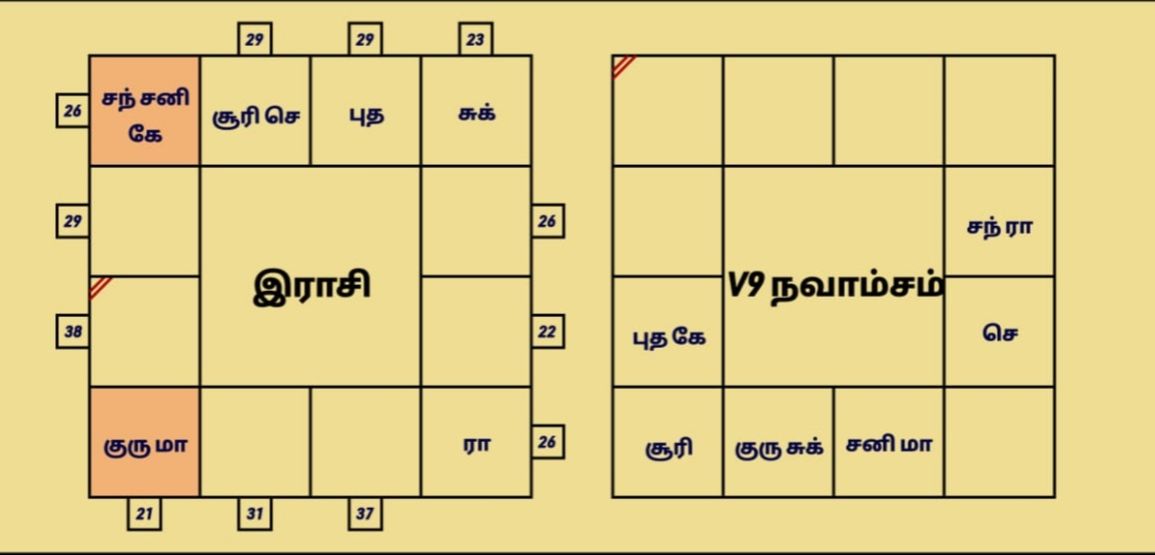 29 29 23
26 சந் சனி
கே
சூரி செ புத சுக்
29 26
சந் ரா
இராசி
V9 நவாம்சம்
38 22
புத கே செ
குரு மா ரா 26
சூரி குரு சுக் சனி மா
21 31 37